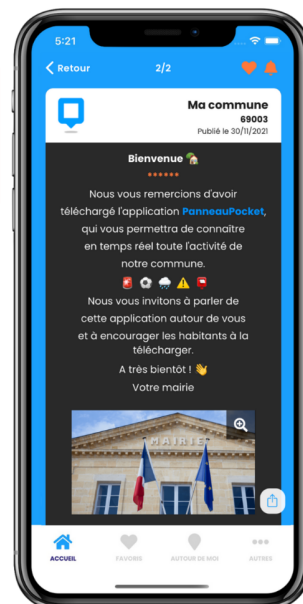 5:21
Retour
2/2
Ma commune
69003
Publié le 30/11/2021
Bienvenue 🏡
******
Nous vous remercions d'avoir
téléchargé l'application PanneauPocket,
qui vous permettra de connaître
en temps réel toute l'activité de
notre commune.
🚨 ⚽ 🌧️ ⚠️ 📮
Nous vous invitons à parler de
cette application autour de vous
et à encourager les habitants à la
télécharger.
A très bientôt ! 👋
Votre mairie
MAIRIE
ACCUEIL
FAVORIS
AUTOUR DE MOI
AUTRES